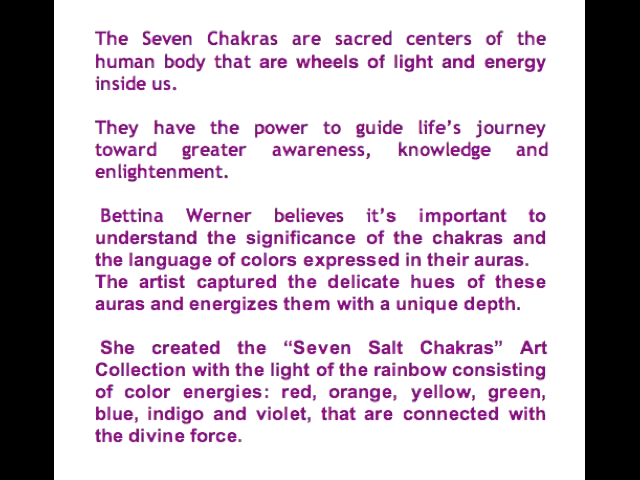 The Seven Chakras are sacred centers of the
human body that are wheels of light and energy
inside us.
They have the power to guide life's journey
toward greater awareness, knowledge and
enlightenment.
Bettina Werner believes it's important to
understand the significance of the chakras and
the language of colors expressed in their auras.
The artist captured the delicate hues of these
auras and energizes them with a unique depth.
She created the “Seven Salt Chakras” Art
Collection with the light of the rainbow consisting
of color energies: red, orange, yellow, green,
blue, indigo and violet, that are connected with
the divine force.